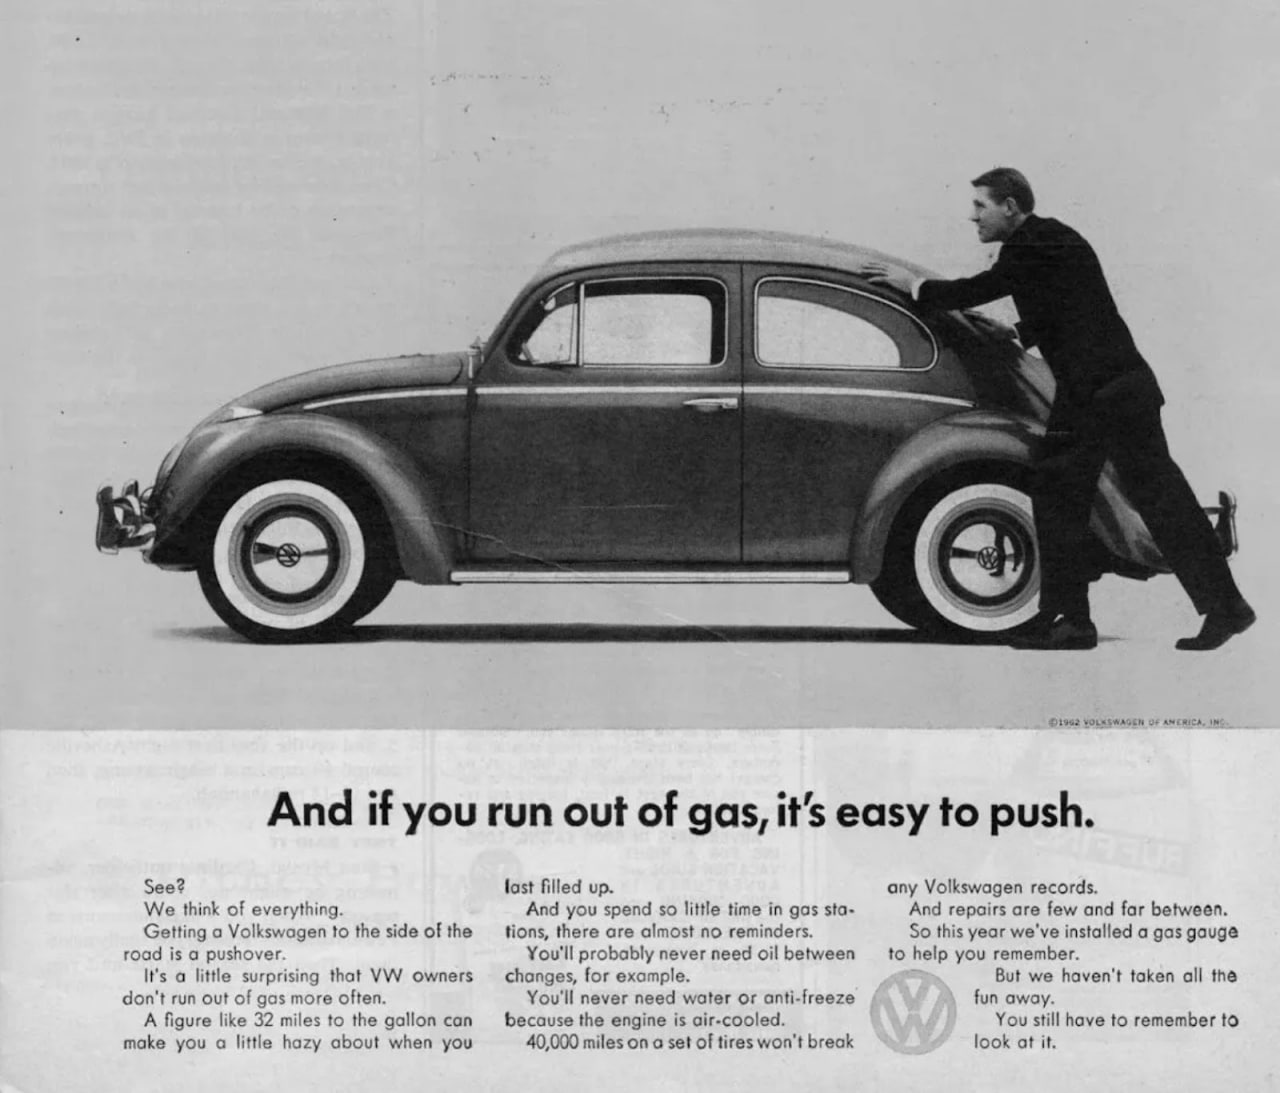 ©1962 VOLKSWAGEN OF AMERICA, INC.
And if you run out of gas, it's easy to push.
See?
We think of everything.
Getting a Volkswagen to the side of the
road is a pushover.
It's a little surprising that VW owners
don't run out of gas more often.
A figure like 32 miles to the gallon can
make you a little hazy about when you
last filled up.
And you spend so little time in gas sta-
tions, there are almost no reminders.
You'll probably never need oil between
changes, for example.
You'll never need water or anti-freeze
because the engine is air-cooled.
40,000 miles on a set of tires won't break
any Volkswagen records.
And repairs are few and far between.
So this year we've installed a gas gauge
to help you remember.
But we haven't taken all the
fun away.
You still have to remember to
look at it.
VW